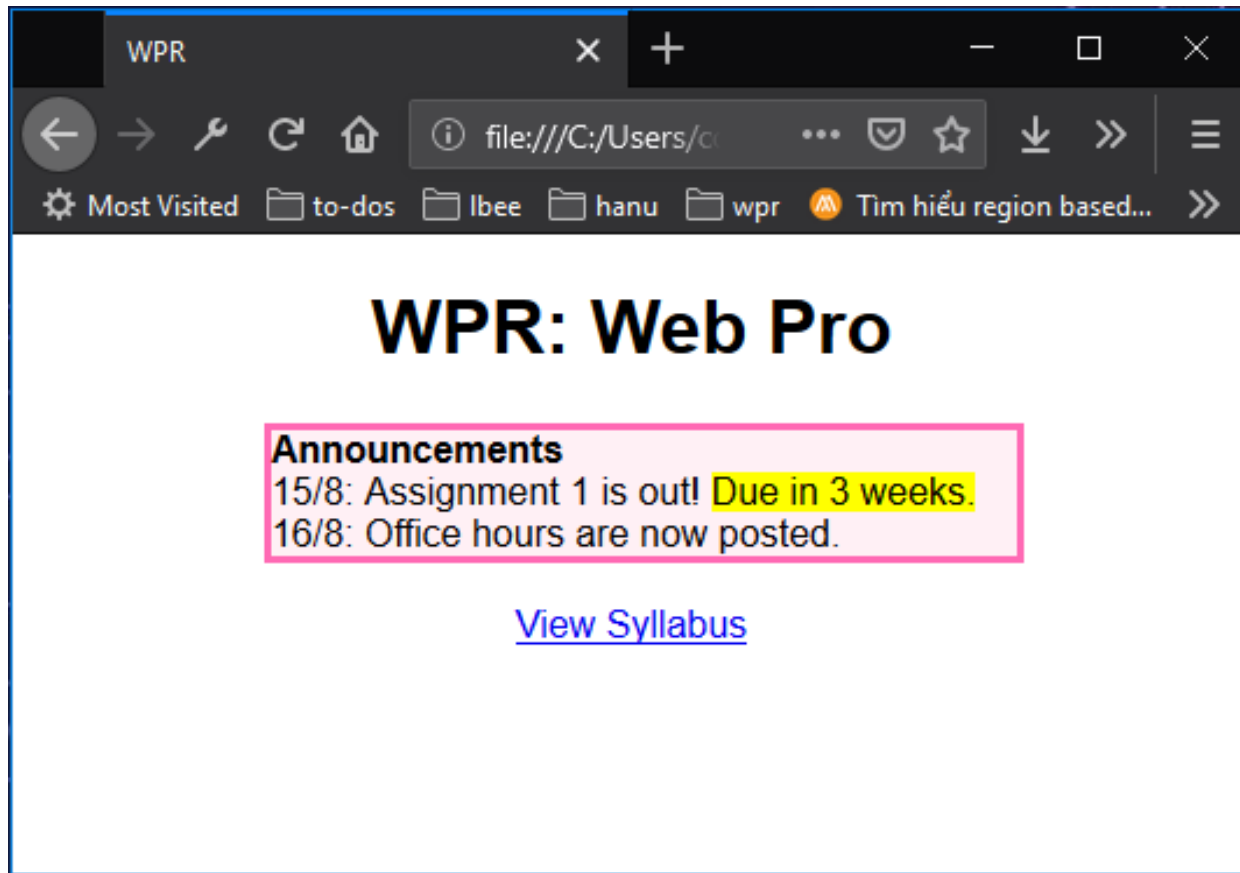 WPR
file:///C:/Users/c
Most Visited to-dos lbee hanu wpr Tìm hiểu region based...
WPR: Web Pro
Announcements
15/8: Assignment 1 is out! Due in 3 weeks.
16/8: Office hours are now posted.
View Syllabus